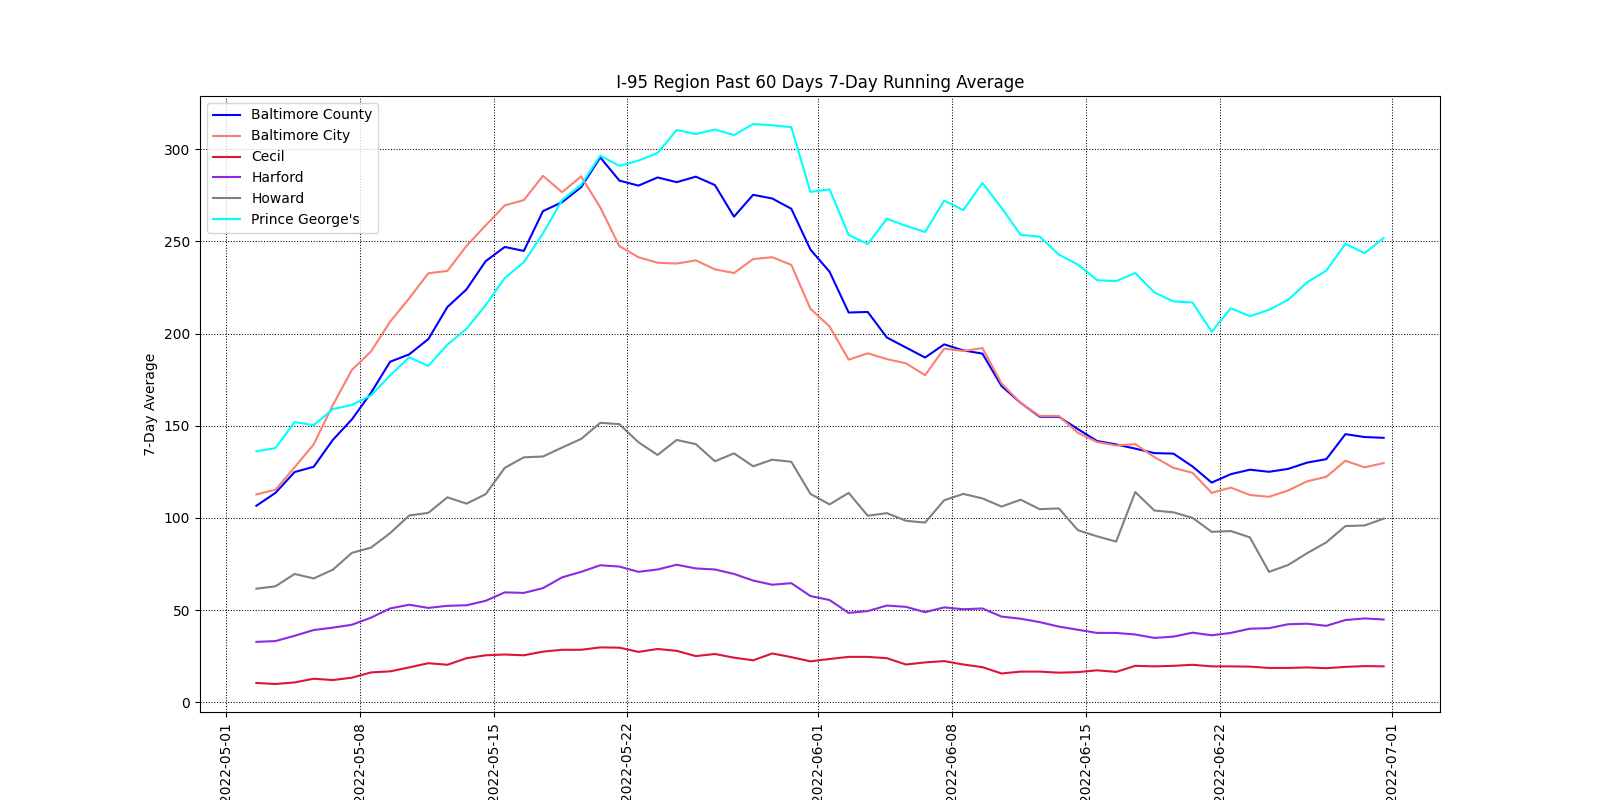 I-95 Region Past 60 Days 7-Day Running Average
Baltimore County
Baltimore City
Cecil
Harford
Howard
Prince George's
7-Day Average
300
250
200
150
100
50
0
2022-05-01
2022-05-08
2022-05-15
2022-05-22
2022-06-01
2022-06-08
2022-06-15
2022-06-22
2022-07-01